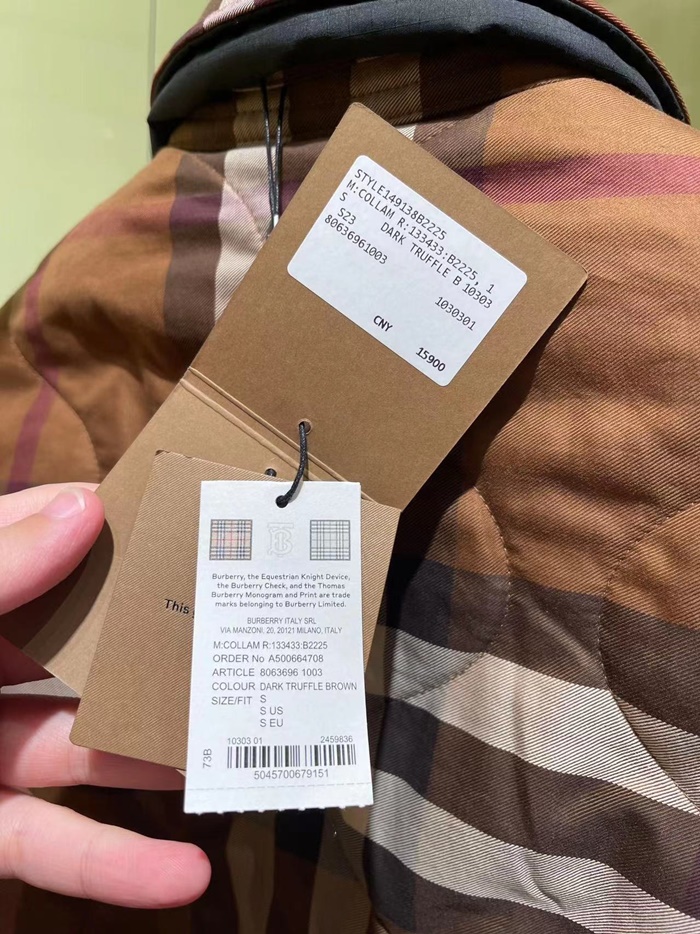 STYLE149138B2225
M:COLLAM R:133433:B2225, 1
S
S23 DARK TRUFFLE B 10303
80636961003
1030301
CNY 15900
This
Burberry, the Equestrian Knight Device,
the Burberry Check, and the Thomas
Burberry Monogram and Print are trade
marks belonging to Burberry Limited.
BURBERRY ITALY SRL
VIA MANZONI. 20, 20121 MILANO, ITALY
M:COLLAM R:133433:B2225
ORDER No A500664708
ARTICLE 8063696 1003
COLOUR DARK TRUFFLE BROWN
SIZE/FIT S
S US
S EU
10303 01 2459836
73B
5045700679151